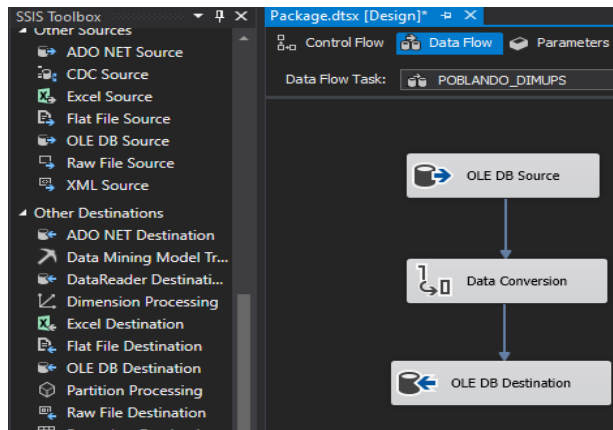 SSIS Toolbox
Other Sources
ADO NET Source
CDC Source
Excel Source
Flat File Source
OLE DB Source
Raw File Source
XML Source
Other Destinations
ADO NET Destination
Data Mining Model Tr...
DataReader Destinati...
Dimension Processing
Excel Destination
Flat File Destination
OLE DB Destination
Partition Processing
Raw File Destination
Package.dtsx [Design]*
Control Flow
Data Flow
Parameters
Data Flow Task:
POBLANDO_DIMUPS
OLE DB Source
Data Conversion
OLE DB Destination